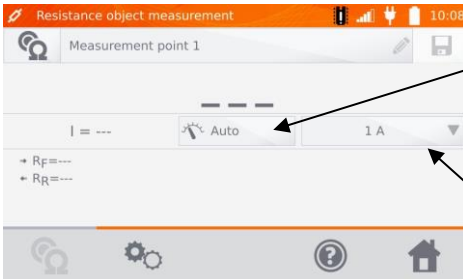 Resistance object measurement 10:08
Measurement point 1
---
I = --- Auto 1 A
→ RF=---
← RR=---